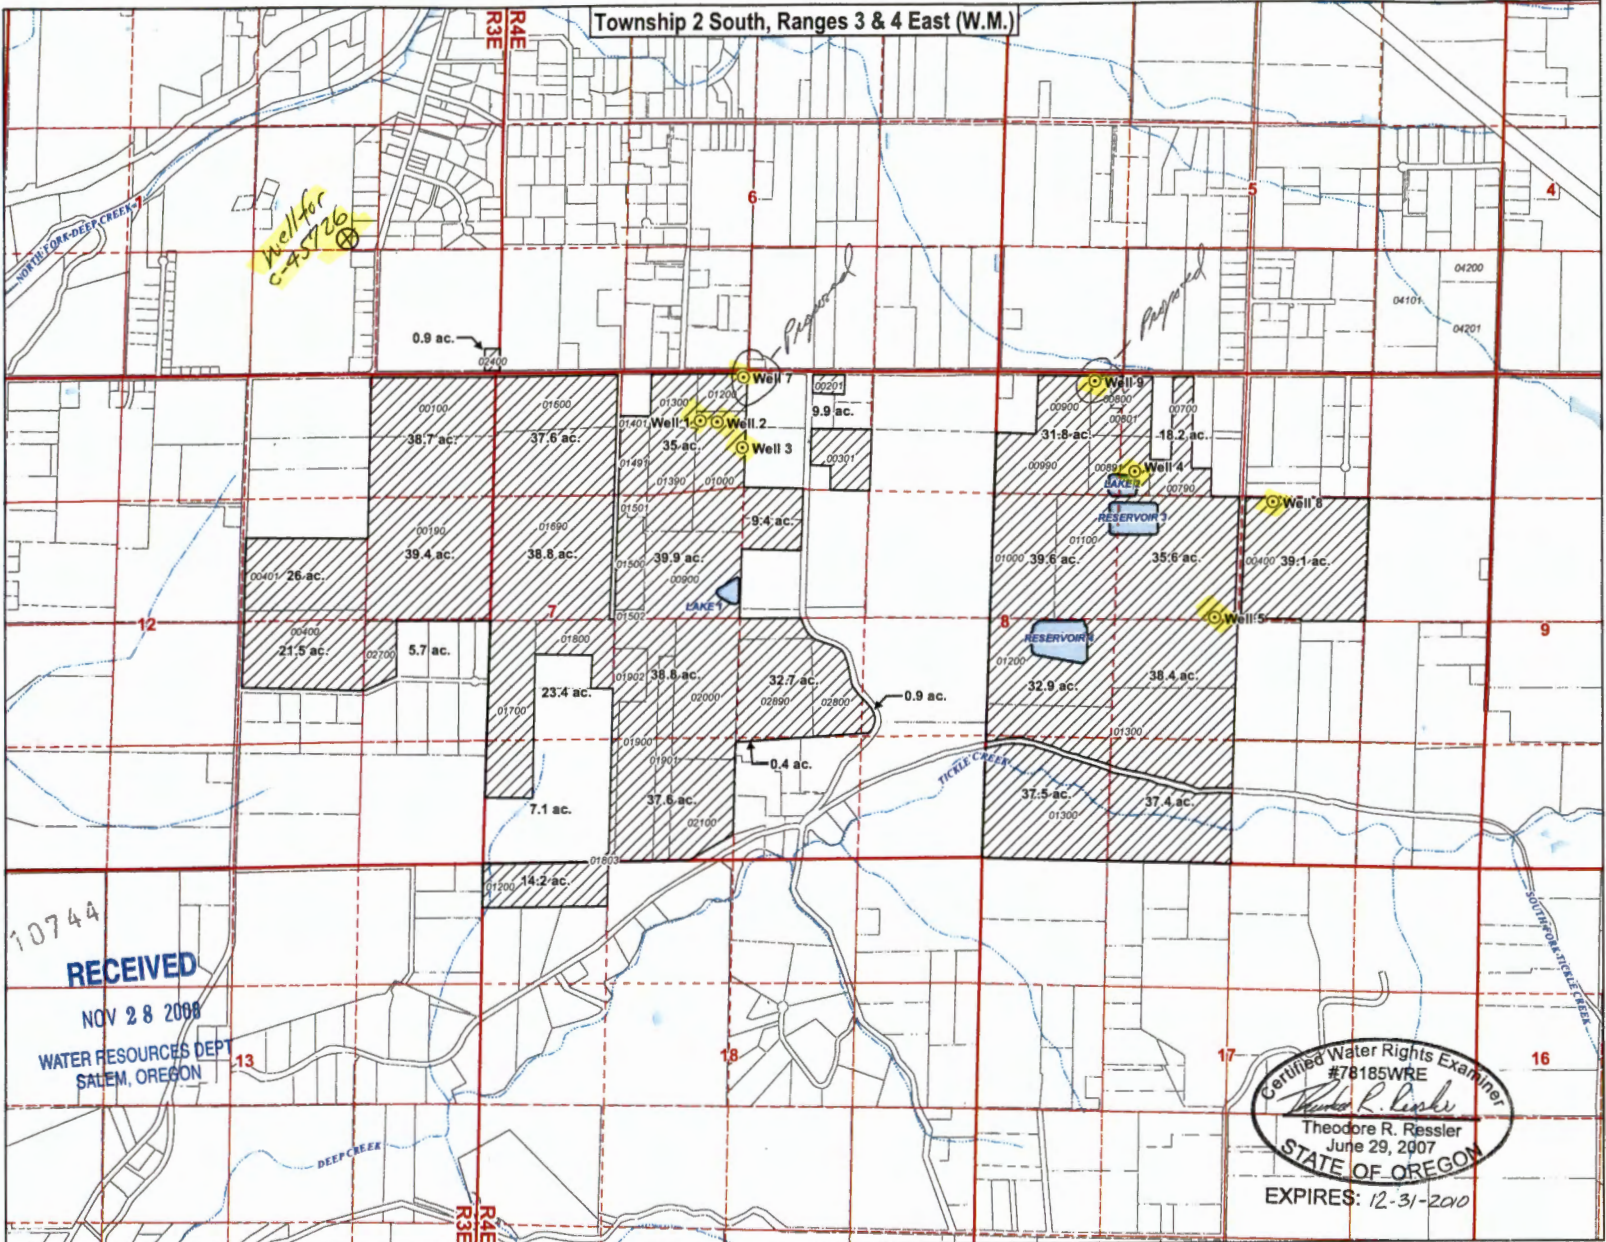 Township 2 South, Ranges 3 & 4 East (W.M.)
R3E
R4E
1
6
5
4
NORTH FORK DEEP CREEK
Well for
C-45726
Proposed
Proposed
04200
04101
04201
0.9 ac.
02400
Well 7
Well 9
00100
38.7 ac.
01600
37.6 ac.
01401
01300
01200
Well 1
Well 2
35 ac.
Well 3
01491
01390
01000
00201
9.9 ac.
00301
00900
00800
00801
31.8 ac.
00700
18.2 ac.
00990
00891
Well 4
LAKE 2
00790
Well 8
01501
9.4 ac.
RESERVOIR 3
00190
39.4 ac.
01690
38.8 ac.
01500
39.9 ac.
00900
LAKE 1
01502
01100
01000
39.6 ac.
35.6 ac.
00400
39.1 ac.
00401
26 ac.
12
7
8
9
Well 5
00400
21.5 ac.
02700
5.7 ac.
01800
23.4 ac.
01700
01902
38.8 ac.
02000
32.7 ac.
02890
02800
0.9 ac.
RESERVOIR 4
01200
32.9 ac.
38.4 ac.
01900
01901
0.4 ac.
01300
TICKLE CREEK
7.1 ac.
37.6 ac.
02100
37.5 ac.
37.4 ac.
01300
01803
01200
14.2 ac.
10744
RECEIVED
NOV 28 2008
WATER RESOURCES DEPT
SALEM, OREGON
13
18
17
16
SOUTH FORK TICKLE CREEK
DEEP CREEK
Certified Water Rights Examiner
#78185WRE
Theodore R. Ressler
June 29, 2007
STATE OF OREGON
EXPIRES: 12-31-2010
R3E
R4E